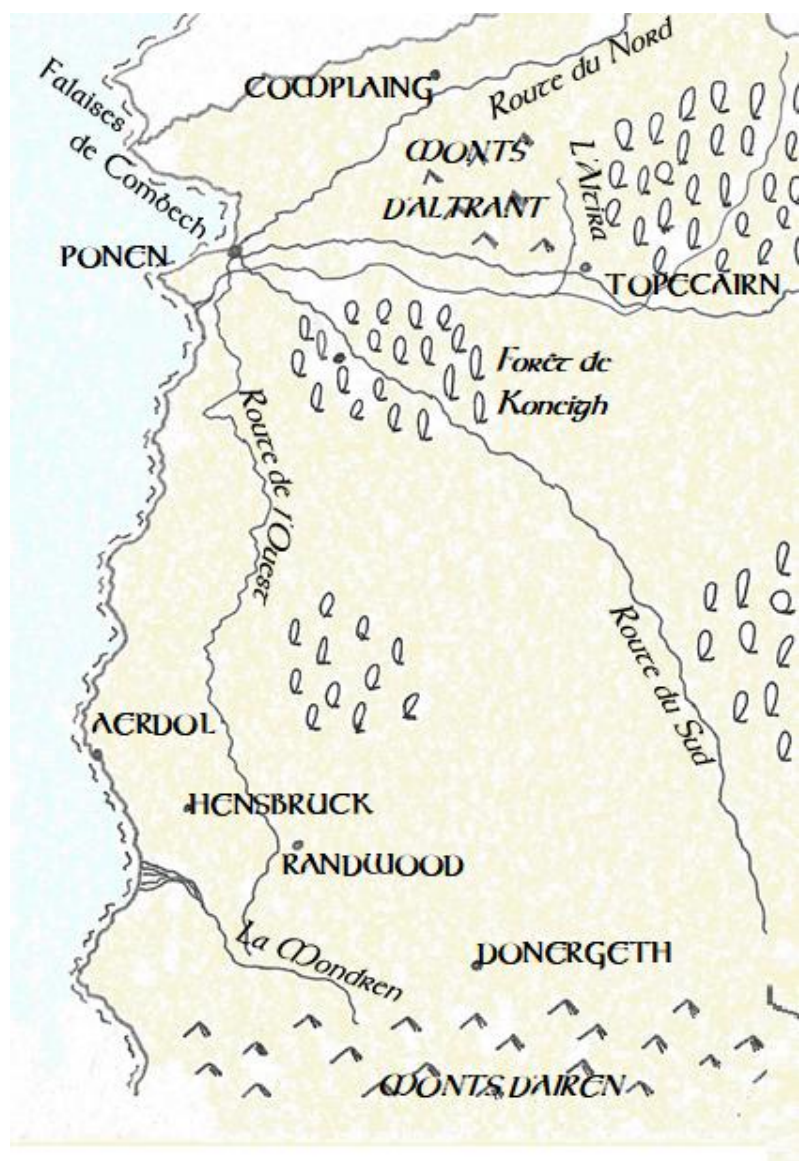 Falaises
de Combech
COMPLAING
Route du Nord
MONTS
D'ALTRANT
L'Altira
PONEN
TOPECAIRN
Forêt de
Koneigh
Route de l'Ouest
Route du Sud
AERDOL
HENSBRUCK
RANDWOOD
La Mondren
DONERGETH
MONTS D'AIREN